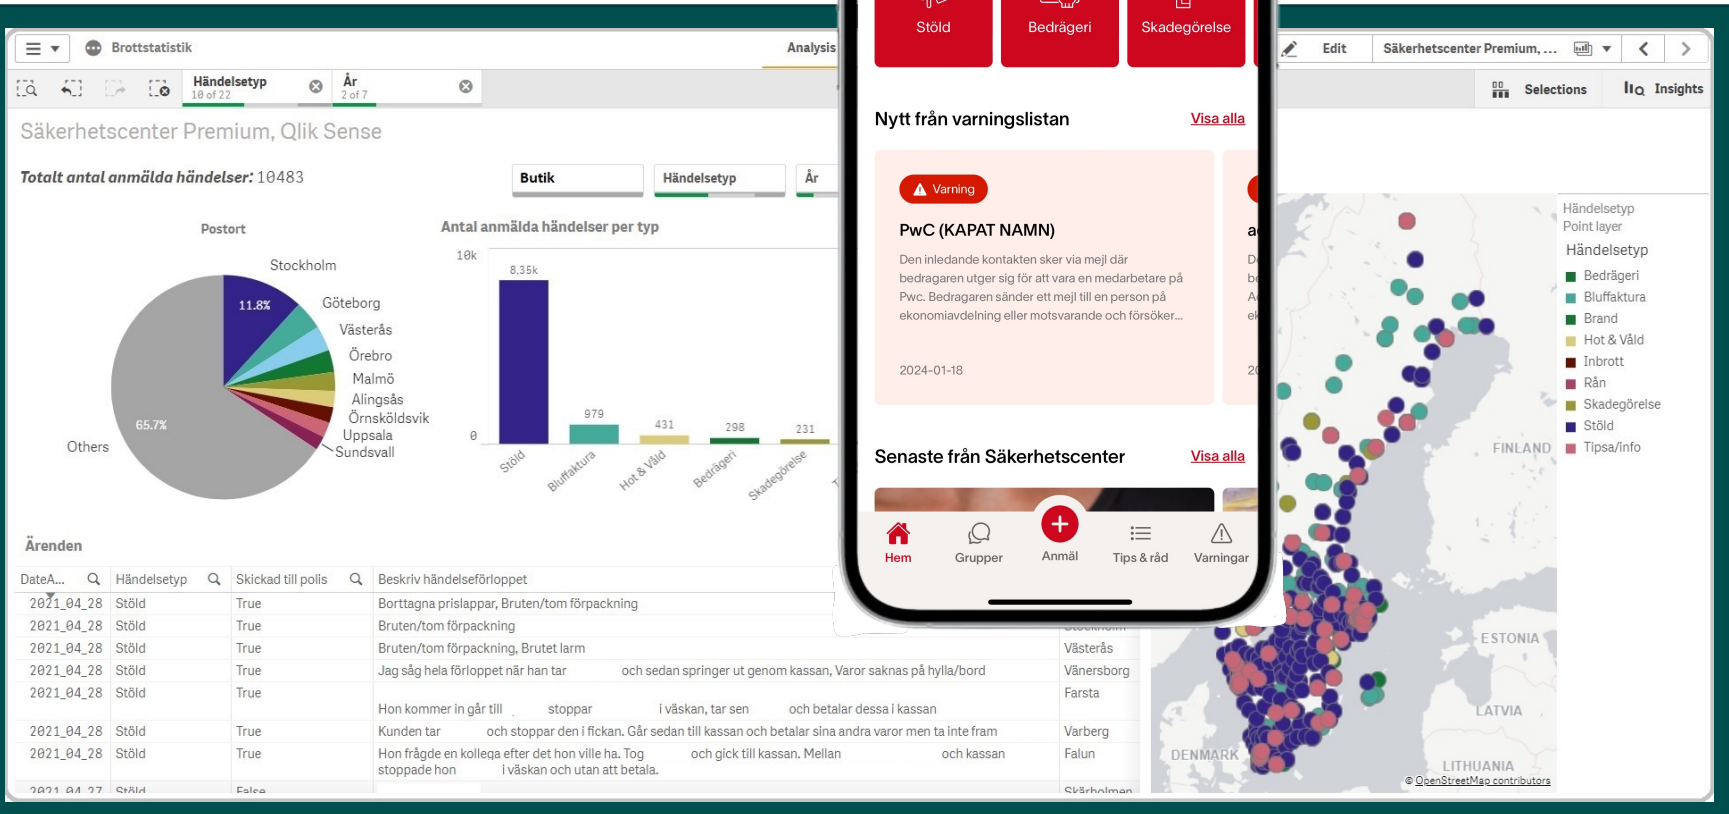 Brottstatistik
Analysis
Edit
Säkerhetscenter Premium, ...
Händelsetyp
10 of 22
År
2 of 7
Selections
Insights
Säkerhetscenter Premium, Qlik Sense
Totalt antal anmälda händelser: 10483
Butik
Händelsetyp
År
Postort
Stockholm
11.8%
Göteborg
Västerås
Örebro
Malmö
Alingsås
Örnsköldsvik
Uppsala
Sundsvall
65.7%
Others
Antal anmälda händelser per typ
10k
0
8,35k
979
431
298
231
Stöld
Bluffaktura
Hot & Våld
Bedrägeri
Skadegörelse
Stöld
Bedrägeri
Skadegörelse
Nytt från varningslistan
Visa alla
Varning
PwC (KAPAT NAMN)
Den inledande kontakten sker via mejl där
bedragaren utger sig för att vara en medarbetare på
Pwc. Bedragaren sänder ett mejl till en person på
ekonomiavdelning eller motsvarande och försöker...
2024-01-18
Senaste från Säkerhetscenter
Visa alla
Hem
Grupper
Anmäl
Tips & råd
Varningar
Händelsetyp
Point layer
Händelsetyp
Bedrägeri
Bluffaktura
Brand
Hot & Våld
Inbrott
Rån
Skadegörelse
Stöld
Tipsa/info
FINLAND
ESTONIA
LATVIA
LITHUANIA
DENMARK
© OpenStreetMap contributors
Ärenden
DateA... Händelsetyp Skickad till polis Beskriv händelseförloppet
2021_04_28 Stöld True Borttagna prislappar, Bruten/tom förpackning
2021_04_28 Stöld True Bruten/tom förpackning Stockholm
2021_04_28 Stöld True Bruten/tom förpackning, Brutet larm Västerås
2021_04_28 Stöld True Jag såg hela förloppet när han tar och sedan springer ut genom kassan, Varor saknas på hylla/bord Vänersborg
2021_04_28 Stöld True Farsta
Hon kommer in går till stoppar i väskan, tar sen och betalar dessa i kassan
2021_04_28 Stöld True Kunden tar och stoppar den i fickan. Går sedan till kassan och betalar sina andra varor men ta inte fram Varberg
2021_04_28 Stöld True Hon frågde en kollega efter det hon ville ha. Tog och gick till kassan. Mellan och kassan Falun
stoppade hon i väskan och utan att betala.
2021_04_27 Stöld False Skärholmen